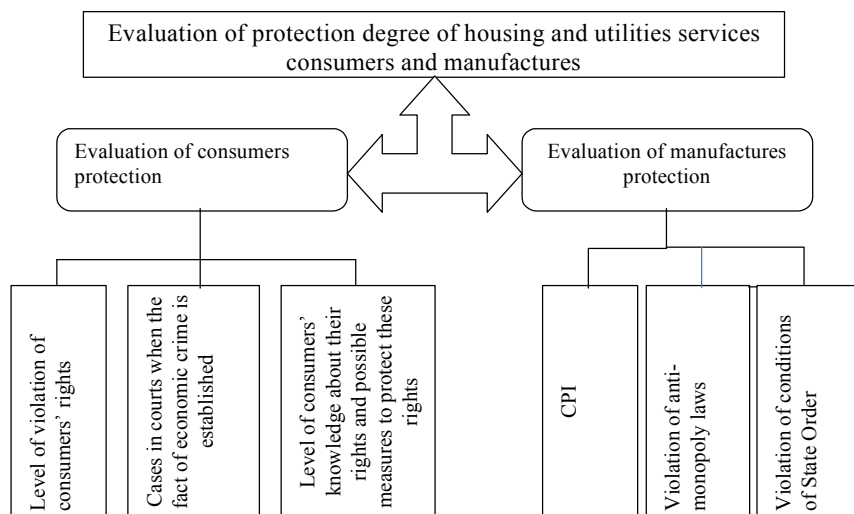 Evaluation of protection degree of housing and utilities services
consumers and manufactures
Evaluation of consumers
protection
Evaluation of manufactures
protection
Level of violation of
consumers’ rights
Cases in courts when the
fact of economic crime is
established
Level of consumers’
knowledge about their
rights and possible
measures to protect these
rights
CPI
Violation of anti-
monopoly laws
Violation of conditions
of State Order